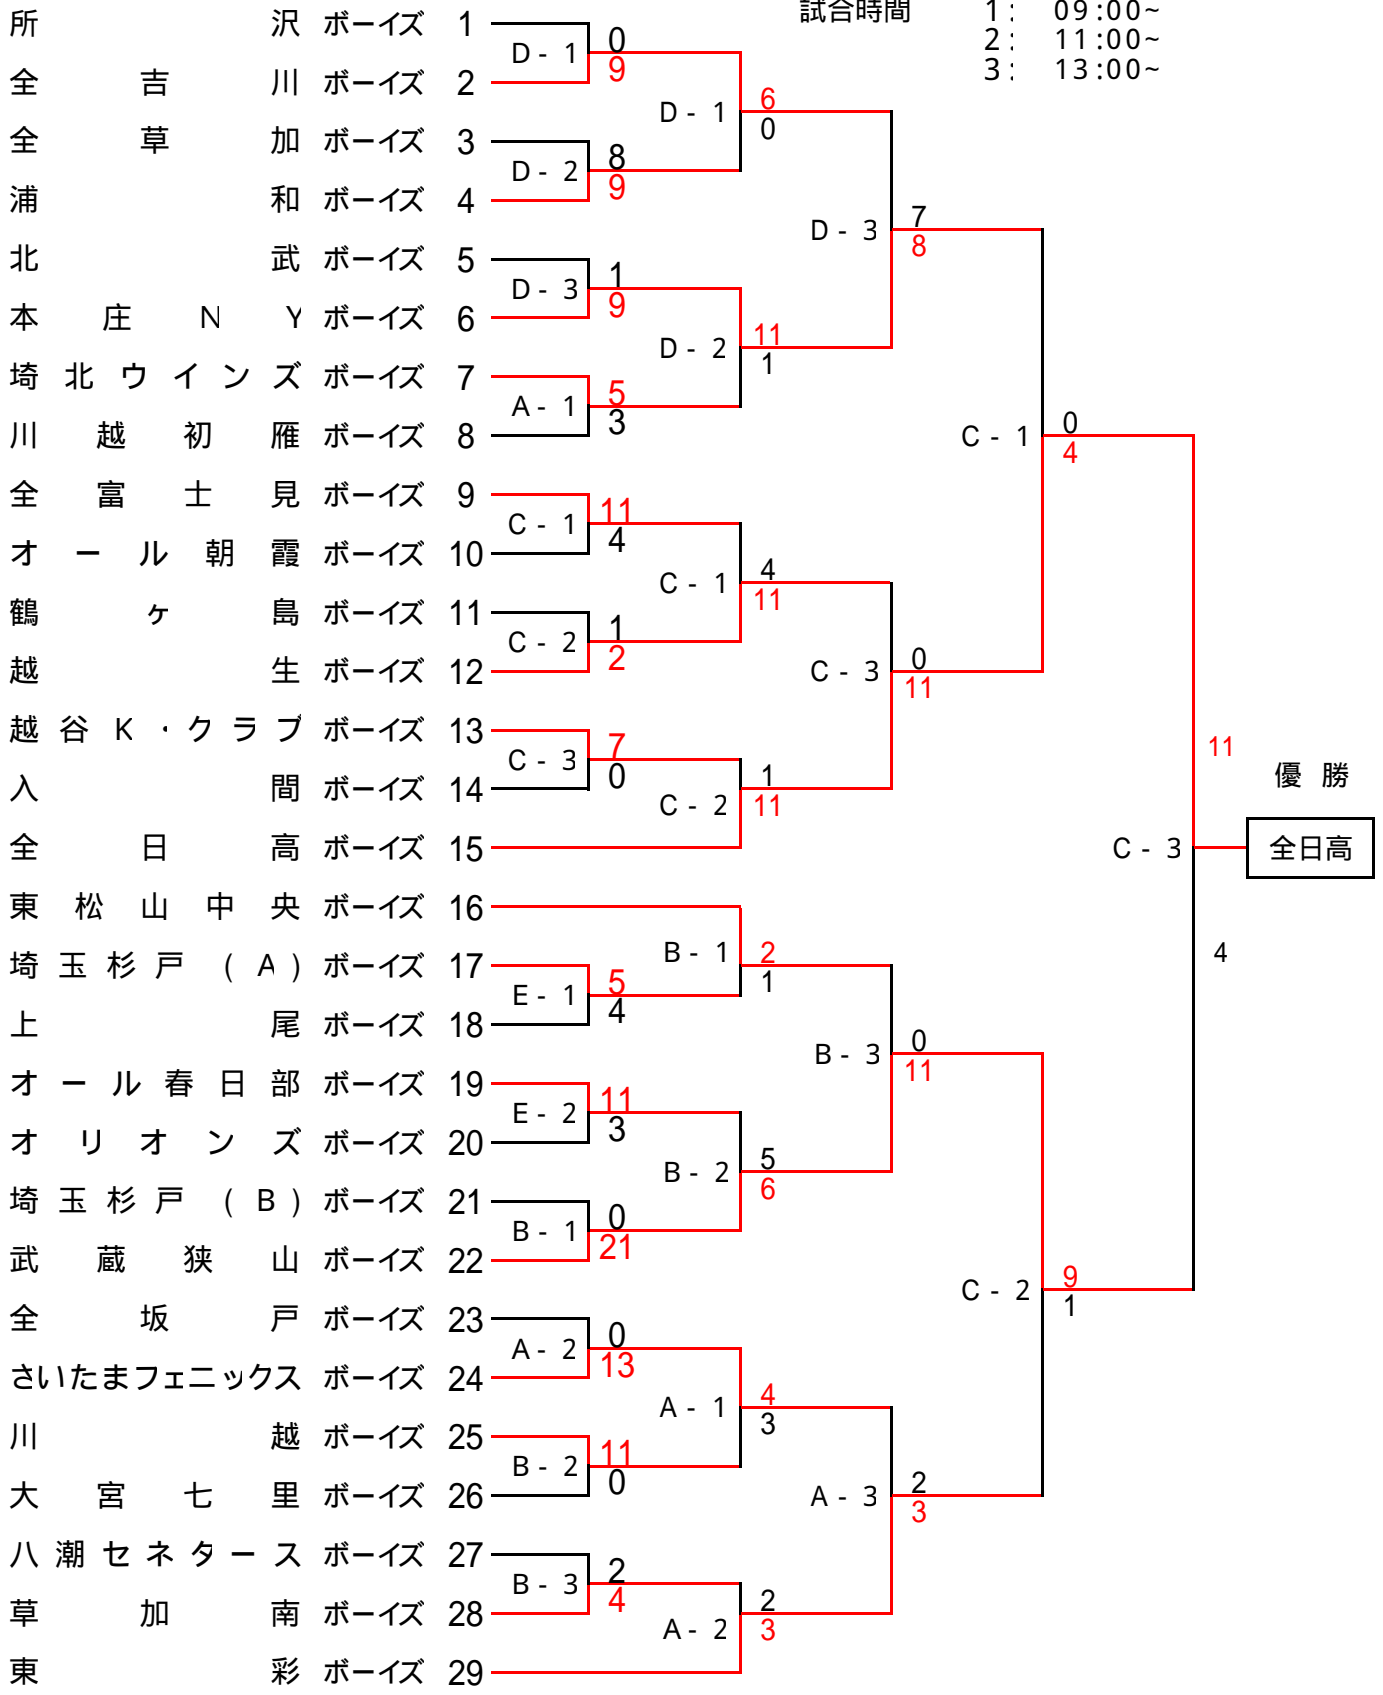 試合時間 1: 09:00~
2: 11:00~
3: 13:00~
所沢 ボーイズ 1
D-1 0
9
全吉川 ボーイズ 2
D-1 6
0
全草加 ボーイズ 3
D-2 8
9
浦和 ボーイズ 4
D-3 7
8
北武 ボーイズ 5
D-3 1
9
本庄NY ボーイズ 6
D-2 11
1
埼北ウインズ ボーイズ 7
A-1 5
3
川越初雁 ボーイズ 8
C-1 0
4
全富士見 ボーイズ 9
C-1 11
4
オール朝霞 ボーイズ 10
C-1 4
11
鶴ヶ島 ボーイズ 11
C-2 1
2
越生 ボーイズ 12
C-3 0
11
越谷K・クラブ ボーイズ 13
C-3 7
0
入間 ボーイズ 14
C-2 1
11
11
優勝
全日高 ボーイズ 15
C-3 全日高
4
東松山中央 ボーイズ 16
B-1 2
1
埼玉杉戸(A) ボーイズ 17
E-1 5
4
上尾 ボーイズ 18
B-3 0
11
オール春日部 ボーイズ 19
E-2 11
3
オリオンズ ボーイズ 20
B-2 5
6
埼玉杉戸(B) ボーイズ 21
B-1 0
21
武蔵狭山 ボーイズ 22
C-2 9
1
全坂戸 ボーイズ 23
A-2 0
13
さいたまフェニックス ボーイズ 24
A-1 4
3
川越 ボーイズ 25
B-2 11
0
大宮七里 ボーイズ 26
A-3 2
3
八潮セネタース ボーイズ 27
B-3 2
4
草加南 ボーイズ 28
A-2 2
3
東彩 ボーイズ 29